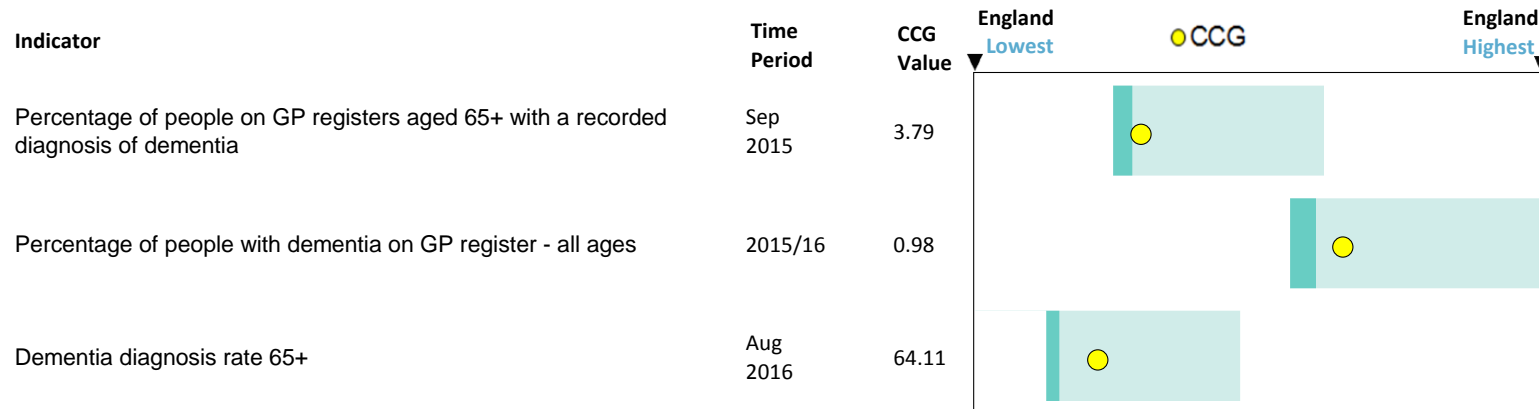 Indicator
Time
Period
CCG
Value
England
Lowest
CCG
England
Highest
Percentage of people on GP registers aged 65+ with a recorded
diagnosis of dementia
Sep
2015
3.79
Percentage of people with dementia on GP register - all ages
2015/16
0.98
Dementia diagnosis rate 65+
Aug
2016
64.11